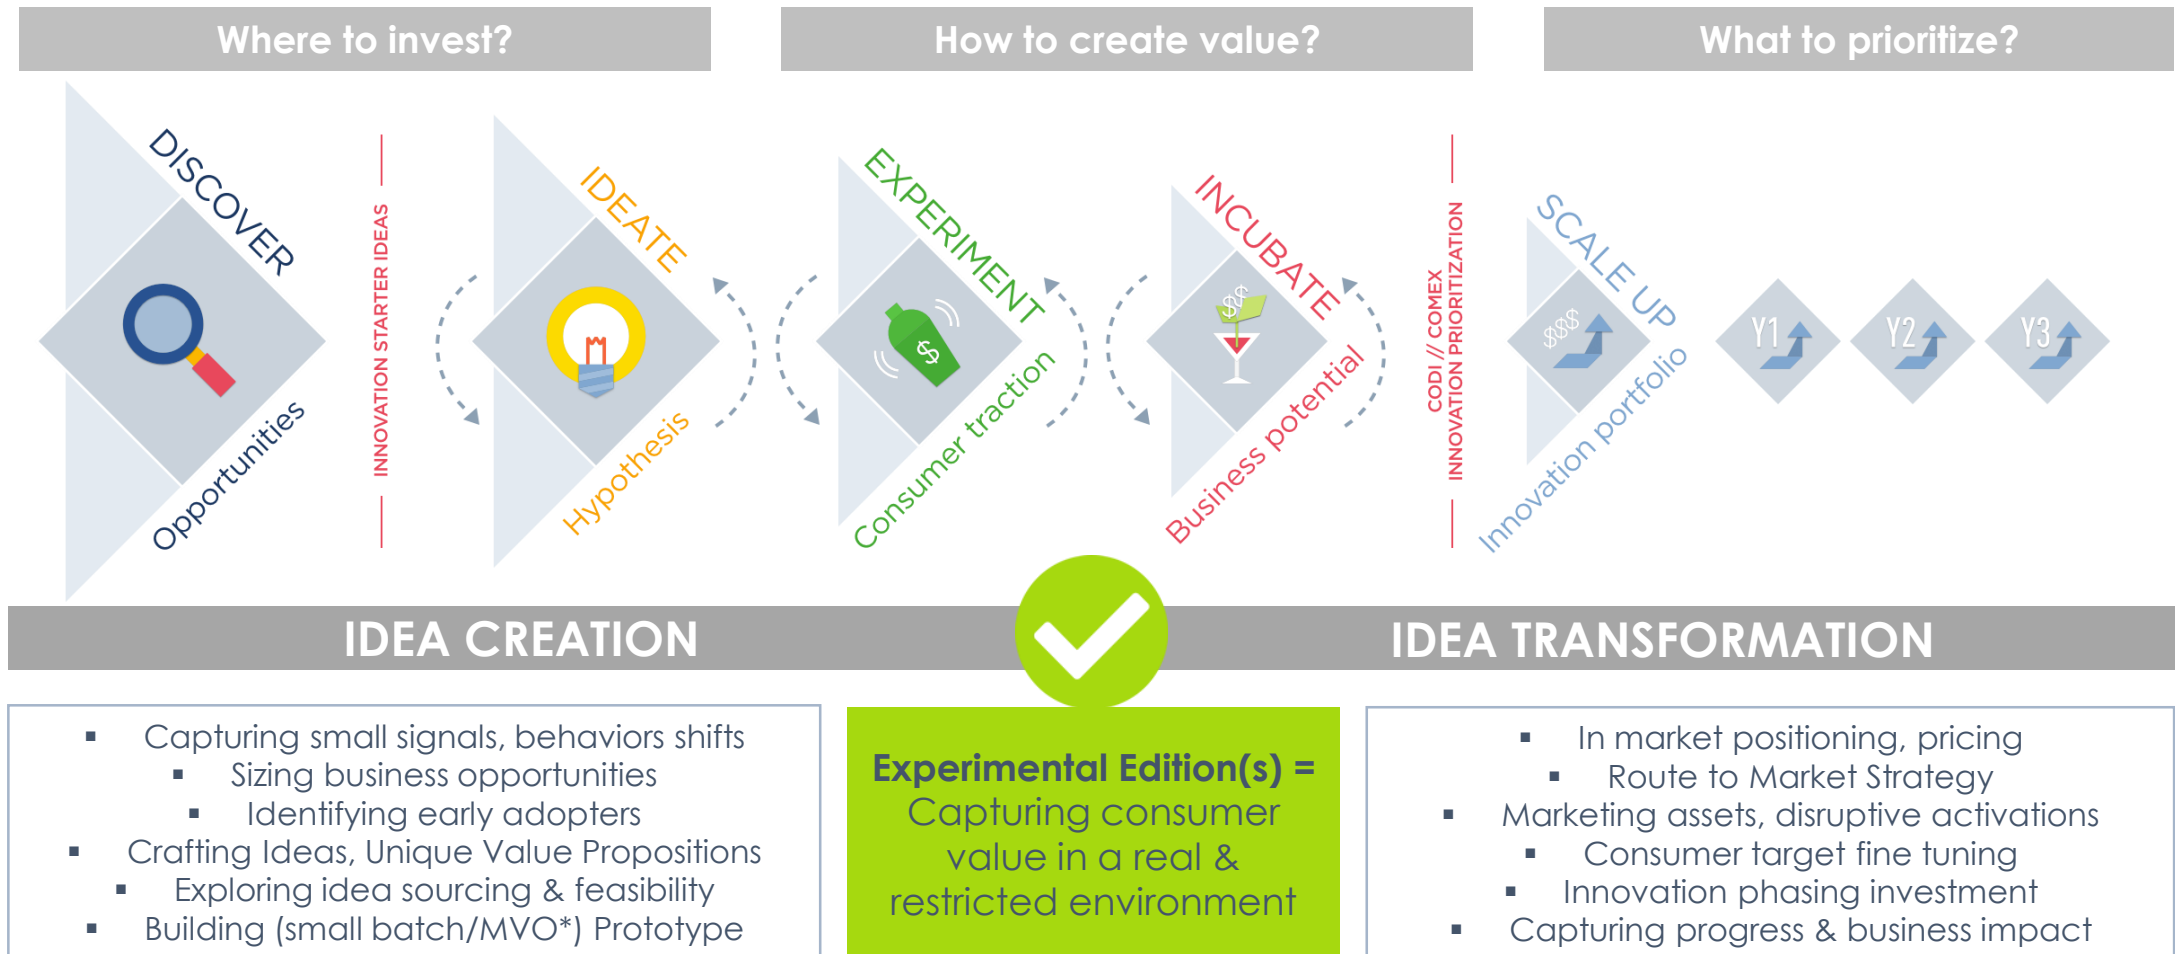 Where to invest?
How to create value?
What to prioritize?
DISCOVER
Opportunities
INNOVATION STARTER IDEAS
IDEATE
Hypothesis
EXPERIMENT
$
Consumer traction
INCUBATE
$$
Business potential
CODI // COMEX
INNOVATION PRIORITIZATION
SCALE UP
$$$
Innovation portfolio
Y1
Y2
Y3
IDEA CREATION
IDEA TRANSFORMATION
▪ Capturing small signals, behaviors shifts
▪ Sizing business opportunities
▪ Identifying early adopters
▪ Crafting Ideas, Unique Value Propositions
▪ Exploring idea sourcing & feasibility
▪ Building (small batch/MVO*) Prototype
Experimental Edition(s) =
Capturing consumer
value in a real &
restricted environment
▪ In market positioning, pricing
▪ Route to Market Strategy
▪ Marketing assets, disruptive activations
▪ Consumer target fine tuning
▪ Innovation phasing investment
▪ Capturing progress & business impact